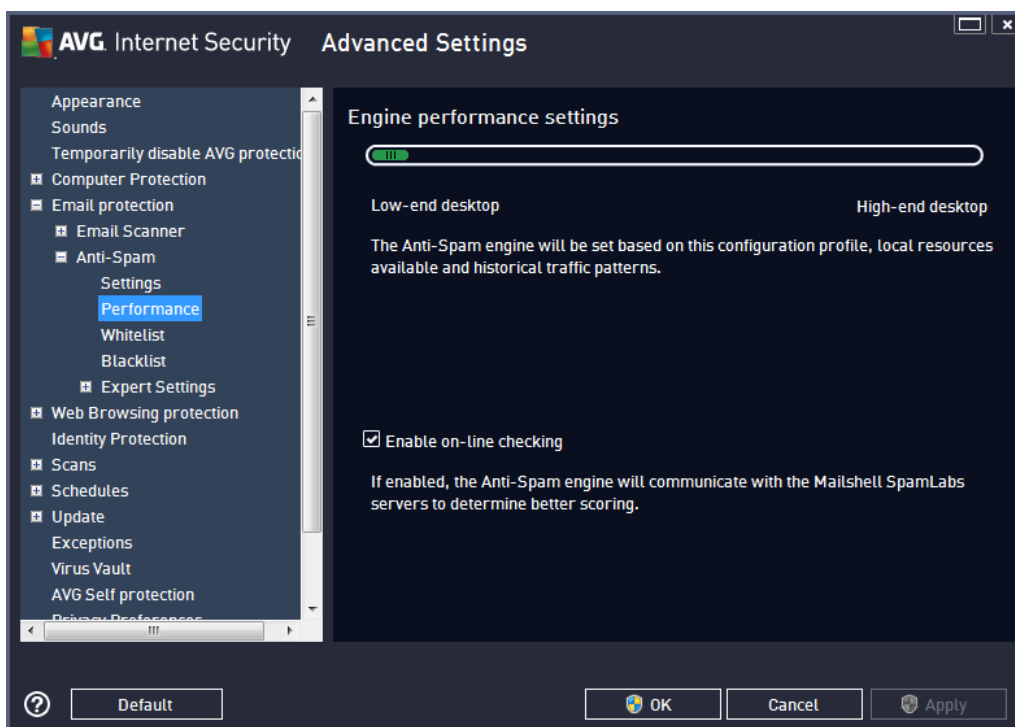 AVG. Internet Security Advanced Settings
Appearance
Sounds
Temporarily disable AVG protectic
Computer Protection
Email protection
Email Scanner
Anti-Spam
Settings
Performance
Whitelist
Blacklist
Expert Settings
Web Browsing protection
Identity Protection
Scans
Schedules
Update
Exceptions
Virus Vault
AVG Self protection
Privacy Preferences
Engine performance settings
Low-end desktop High-end desktop
The Anti-Spam engine will be set based on this configuration profile, local resources
available and historical traffic patterns.
Enable on-line checking
If enabled, the Anti-Spam engine will communicate with the Mailshell SpamLabs
servers to determine better scoring.
Default OK Cancel Apply